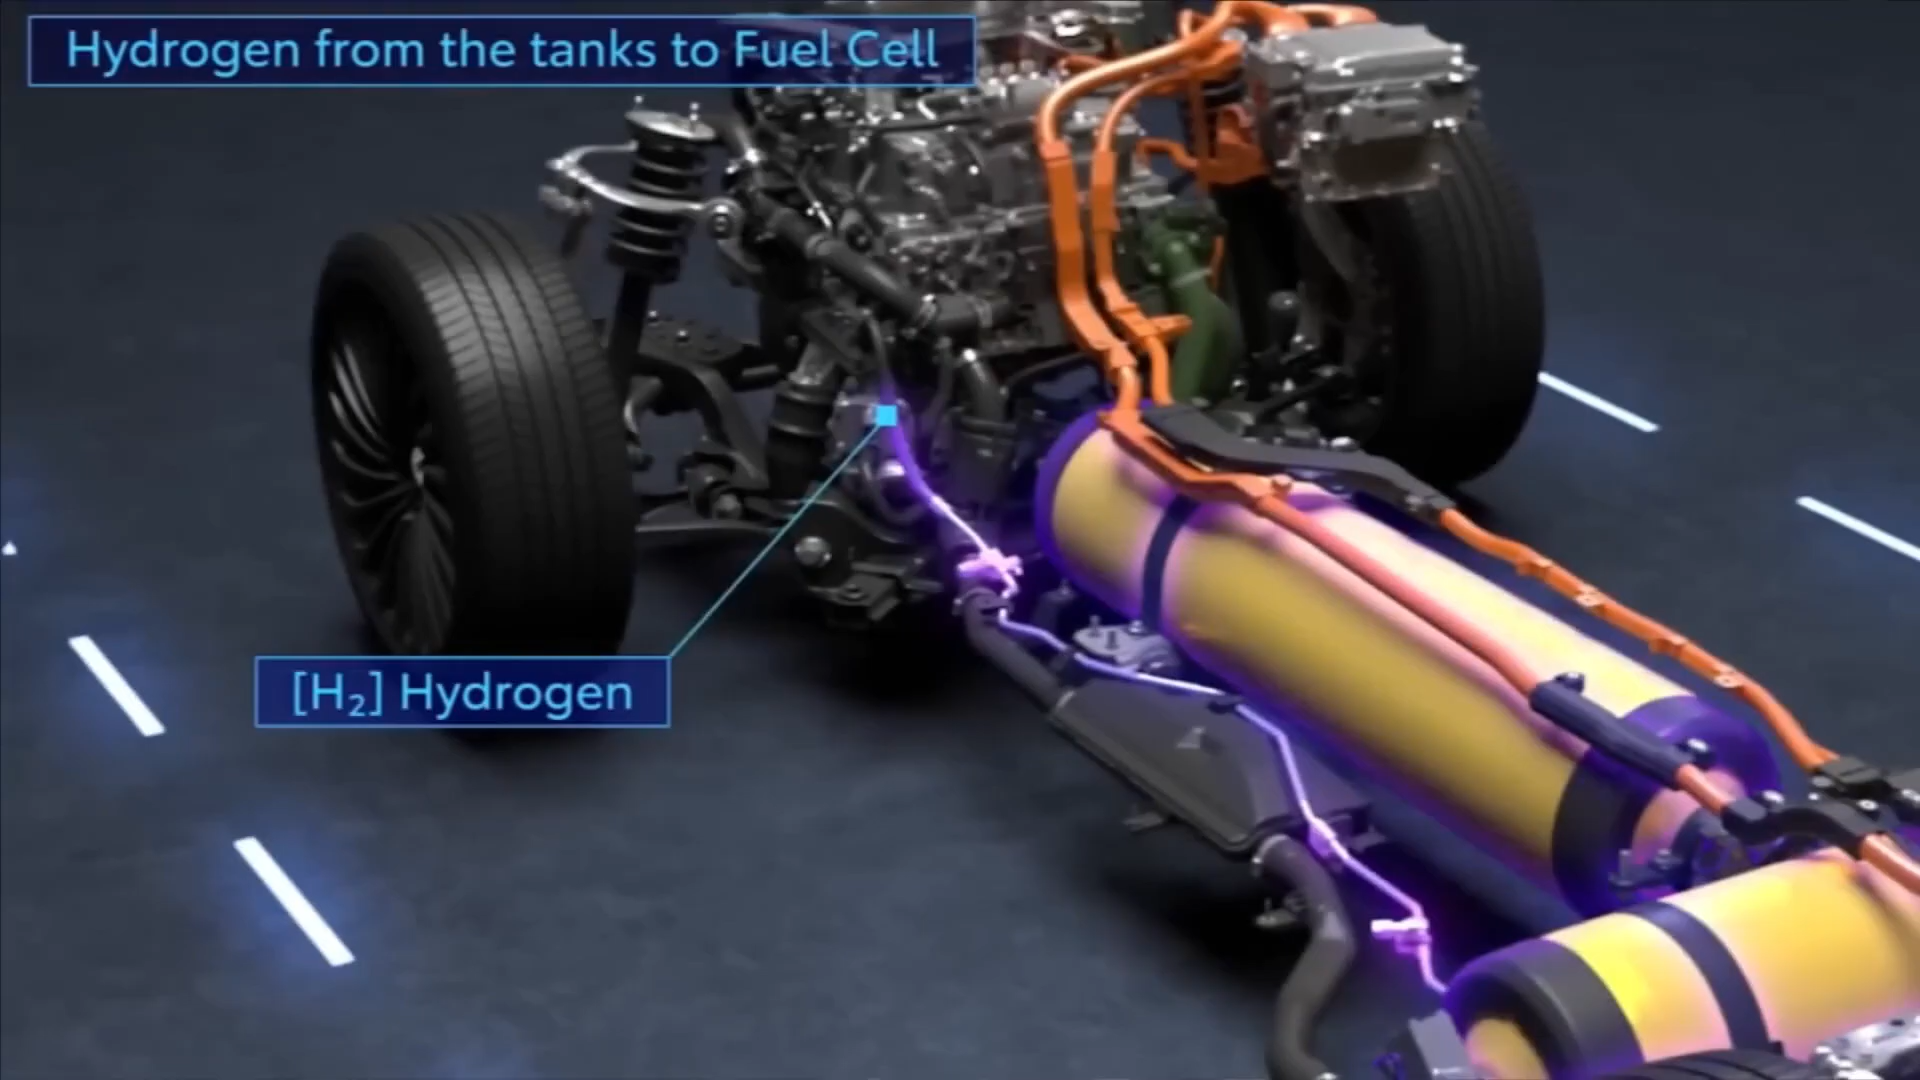 Hydrogen from the tanks to Fuel Cell
[H₂] Hydrogen